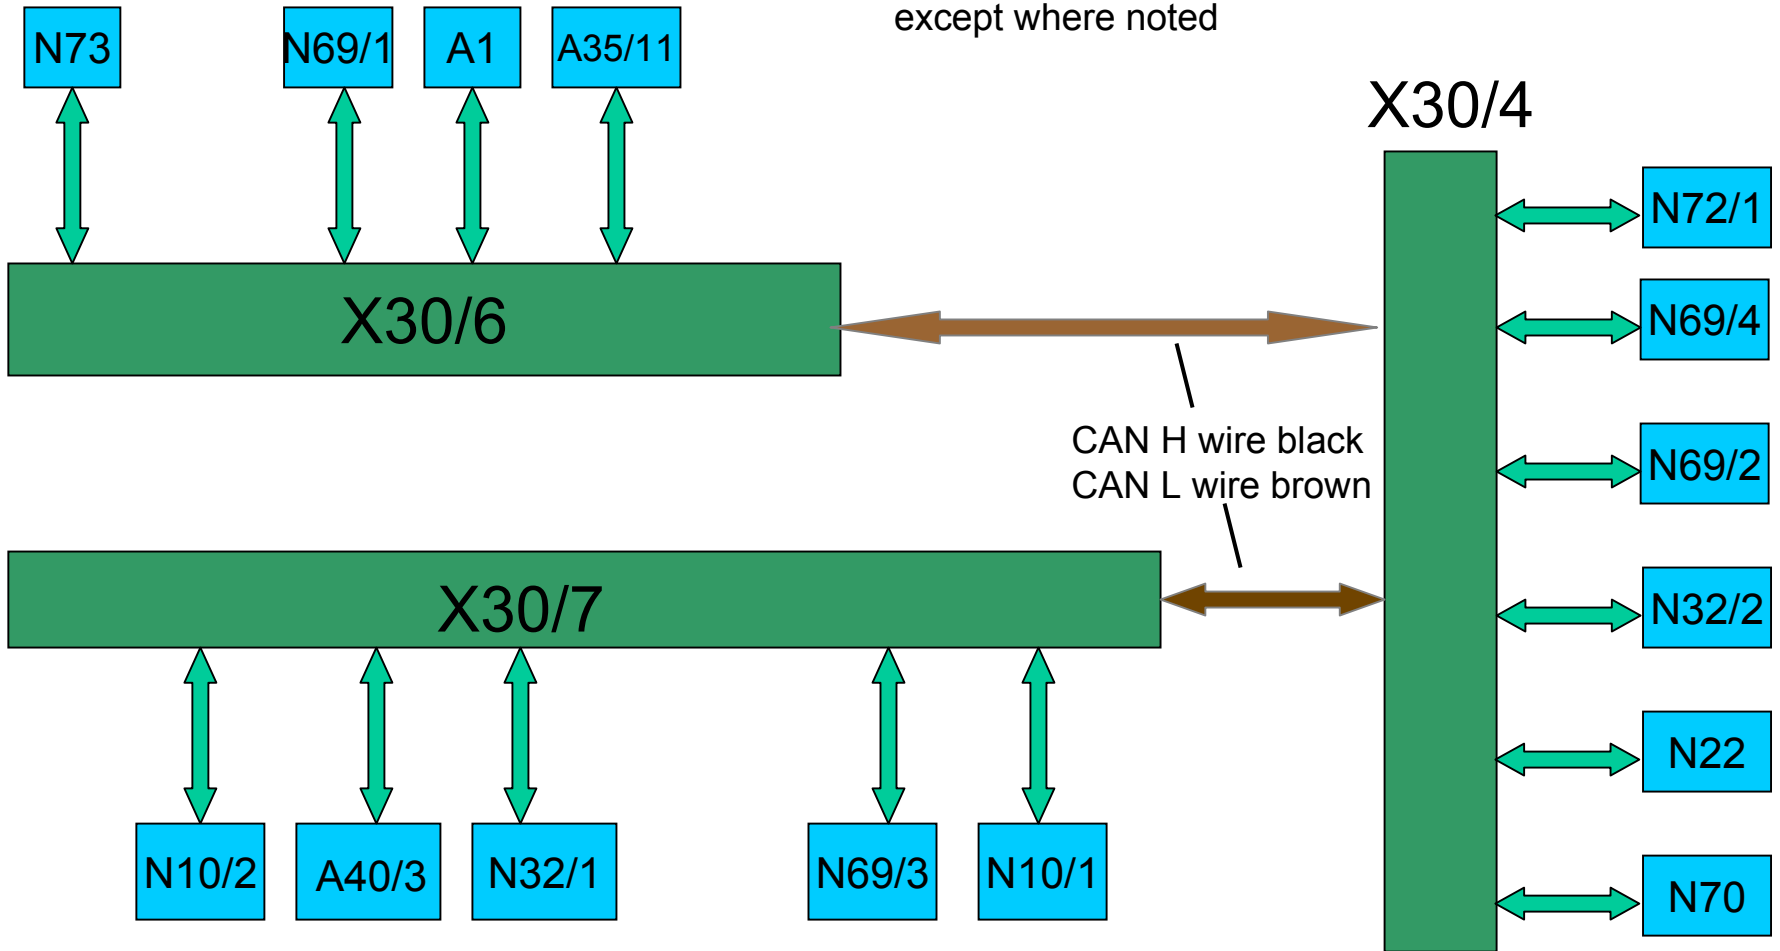 except where noted
N73
N69/1
A1
A35/11
X30/4
N72/1
X30/6
N69/4
CAN H wire black
CAN L wire brown
N69/2
X30/7
N32/2
N22
N10/2
A40/3
N32/1
N69/3
N10/1
N70